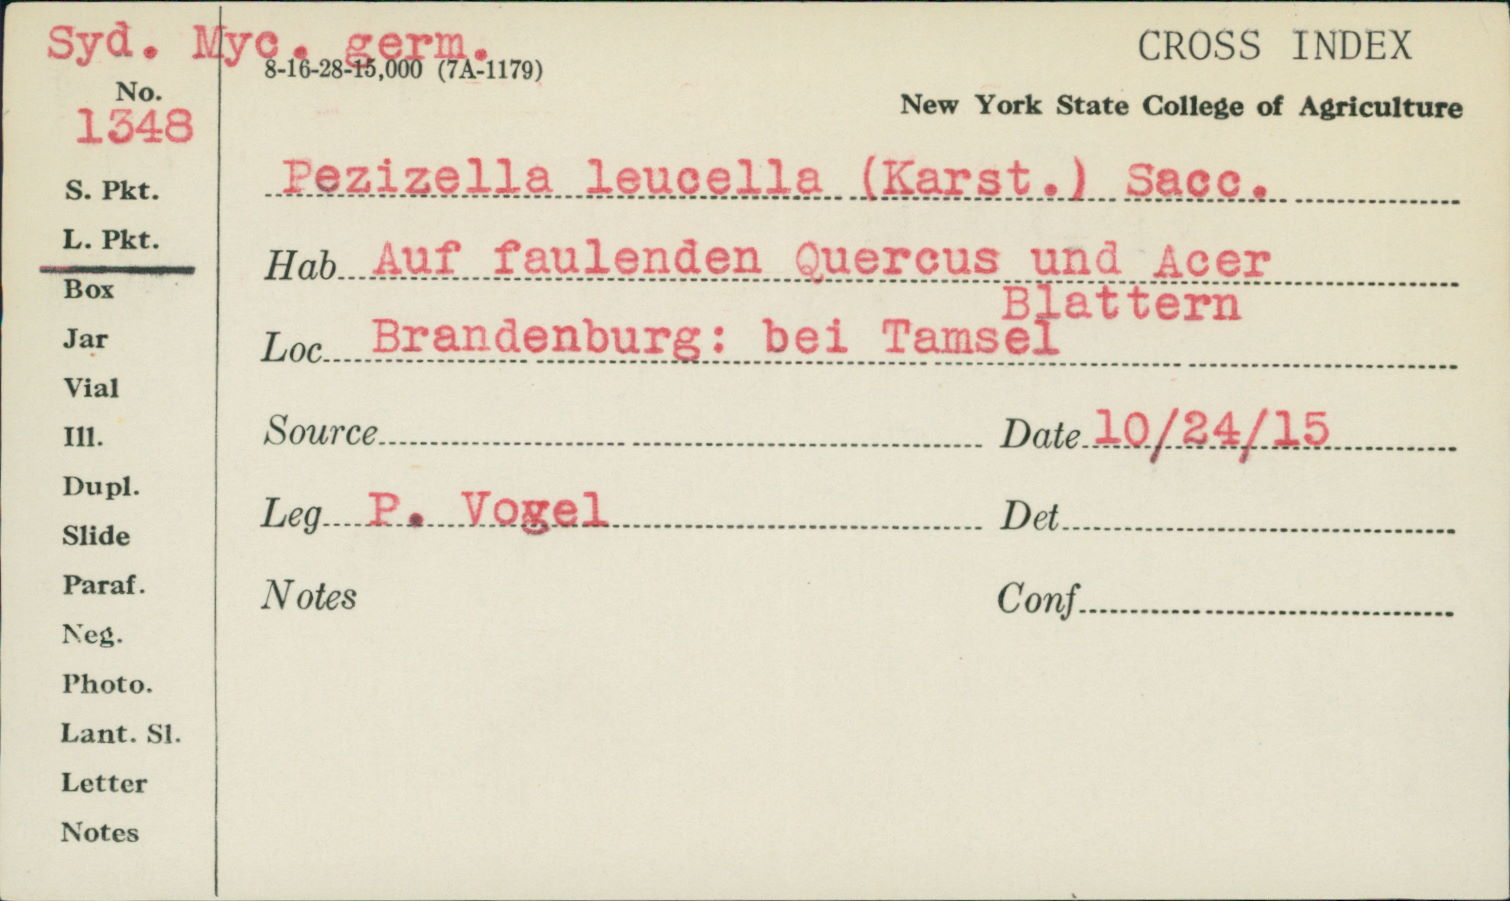 Syd. Myc. germ.
8-16-28-15,000 (7A-1179)
CROSS INDEX
No.
1348
New York State College of Agriculture
Pezizella leucella (Karst.) Sacc.
S. Pkt.
L. Pkt.
Hab. Auf faulenden Quercus und Acer
Blattern
Box
Loc. Brandenburg: bei Tamsel
Jar
Vial
Source
Date 10/24/15
Ill.
Dupl.
Leg. P. Vogel
Det.
Slide
Paraf.
Notes
Conf.
Neg.
Photo.
Lant. Sl.
Letter
Notes